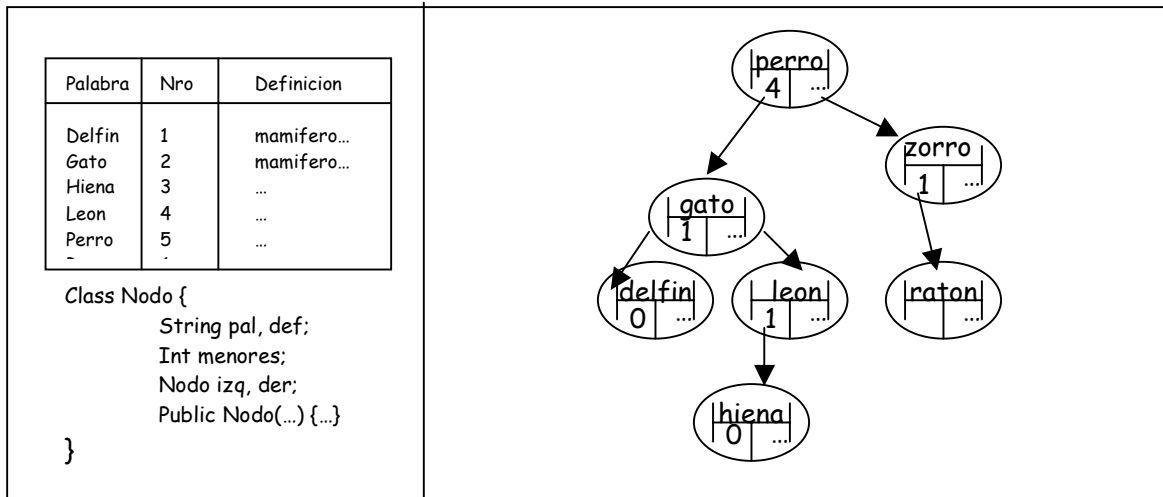 Palabra Nro Definicion
Delfin 1 mamifero...
Gato 2 mamifero...
Hiena 3 ...
Leon 4 ...
Perro 5 ...
Class Nodo {
String pal, def;
Int menores;
Nodo izq, der;
Public Nodo(...) {...}
}
perro
4 ...
zorro
1 ...
gato
1 ...
delfin
0 ...
leon
1 ...
raton
...
hiena
0 ...